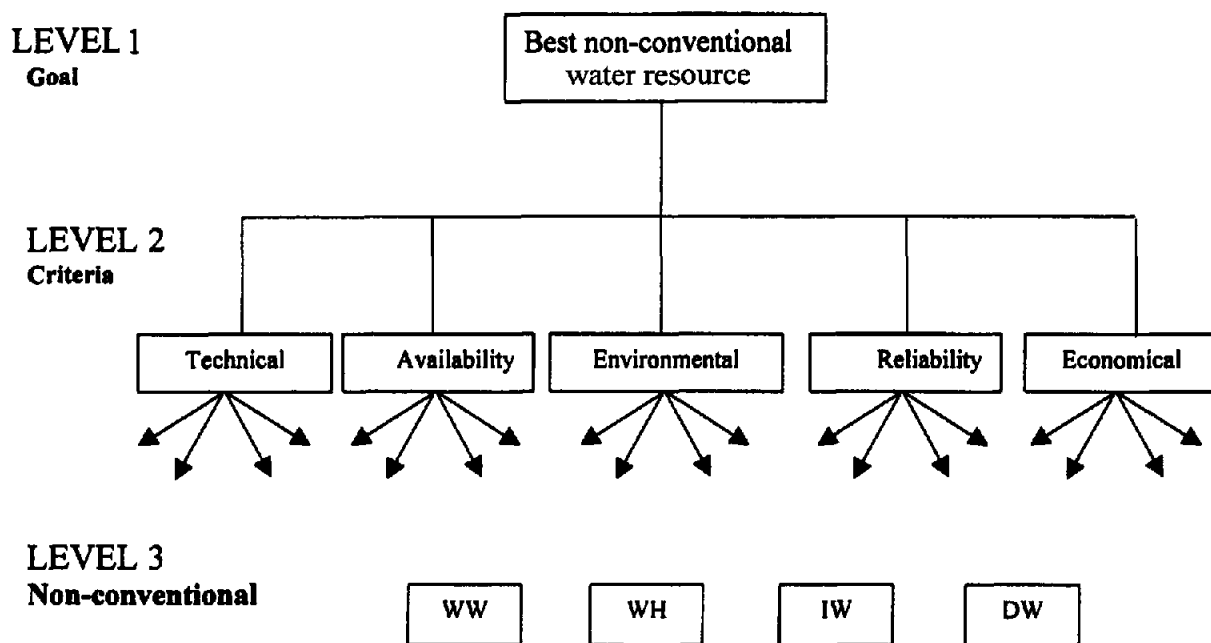 LEVEL 1
Goal
Best non-conventional
water resource
LEVEL 2
Criteria
Technical
Availability
Environmental
Reliability
Economical
LEVEL 3
Non-conventional
WW
WH
IW
DW